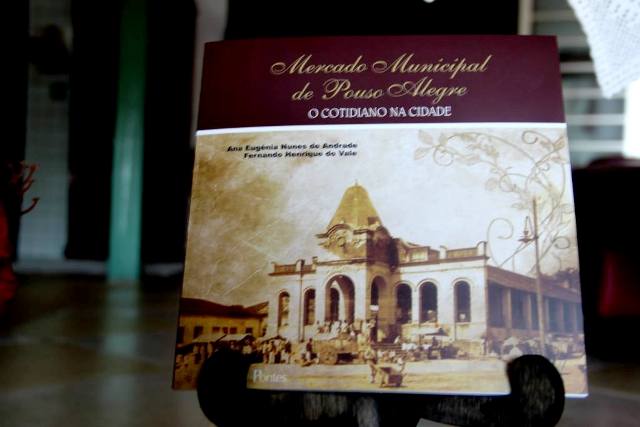 Mercado Municipal
de Pouso Alegre
O COTIDIANO NA CIDADE
Ana Eugênia Nunes de Andrade
Fernando Henrique do Vale
Pontes